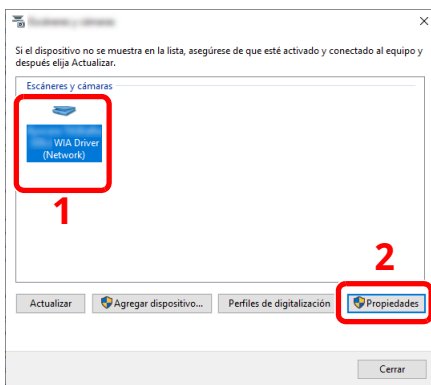 Si el dispositivo no se muestra en la lista, asegúrese de que esté activado y conectado al equipo y
después elija Actualizar.
Escáneres y cámaras
WIA Driver
(Network)
1
2
Actualizar
Agregar dispositivo...
Perfiles de digitalización
Propiedades
Cerrar